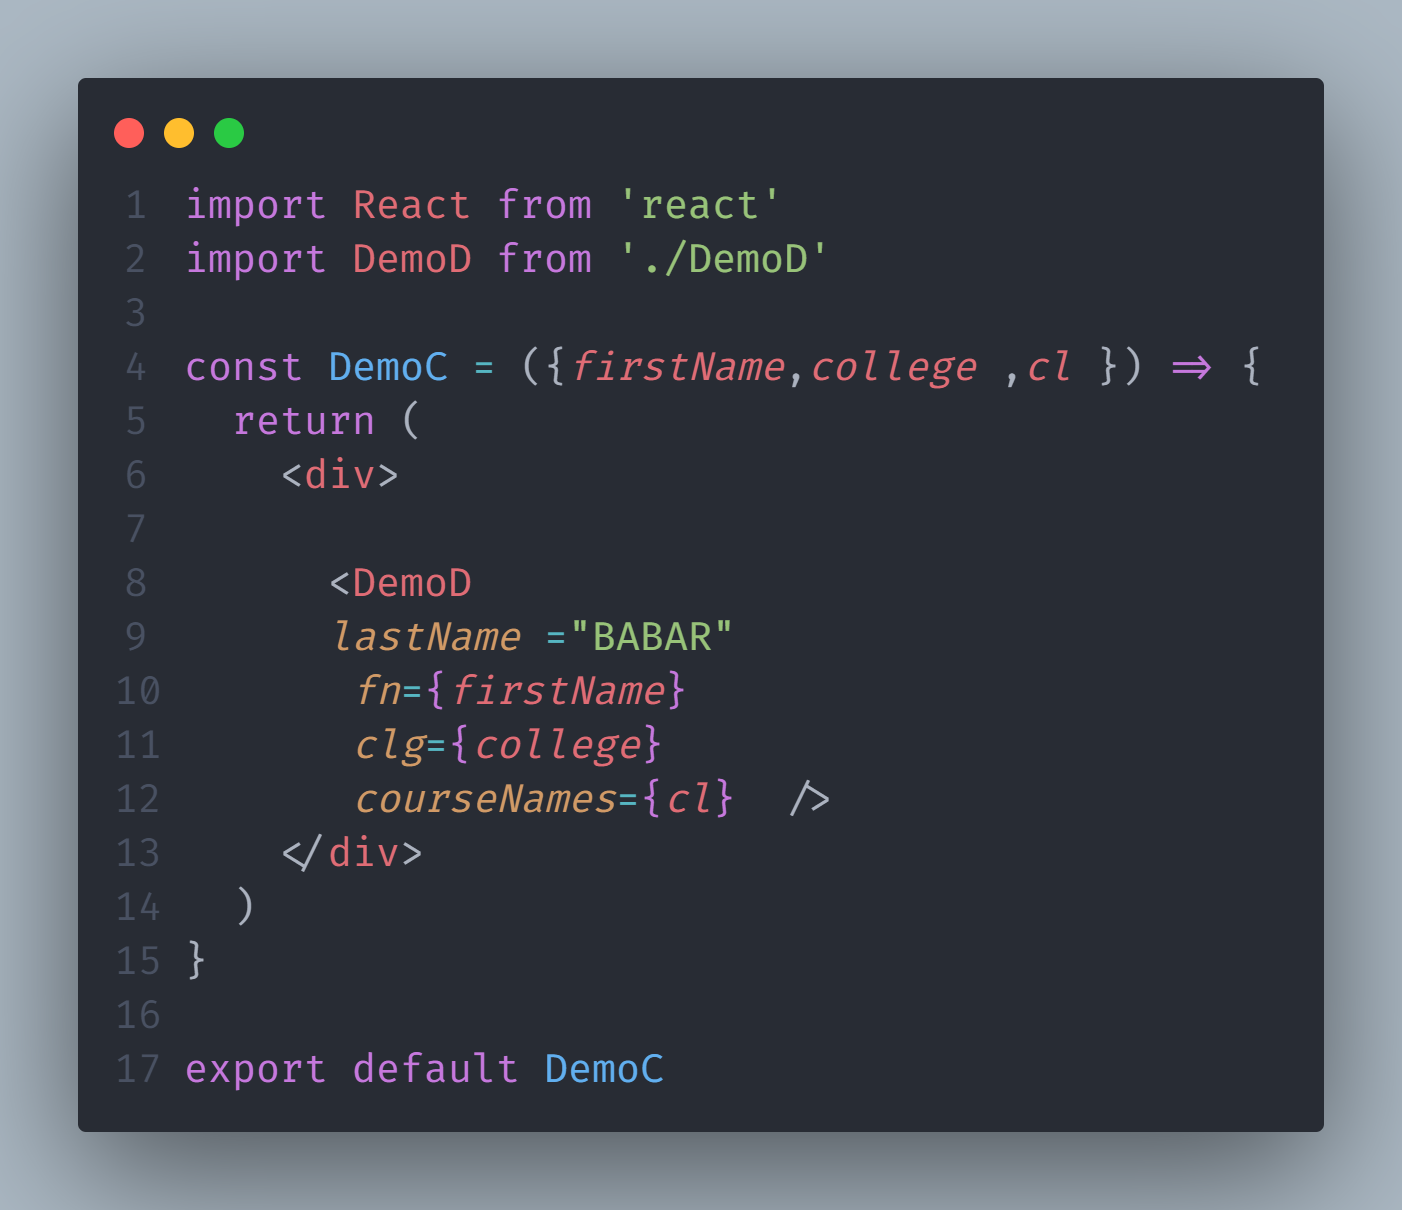 1 import React from 'react'
2 import DemoD from './DemoD'
3
4 const DemoC = ({firstName,college ,cl }) => {
5   return (
6     <div>
7
8       <DemoD
9       lastName ="BABAR"
10        fn={firstName}
11        clg={college}
12        courseNames={cl}  />
13     </div>
14   )
15 }
16
17 export default DemoC